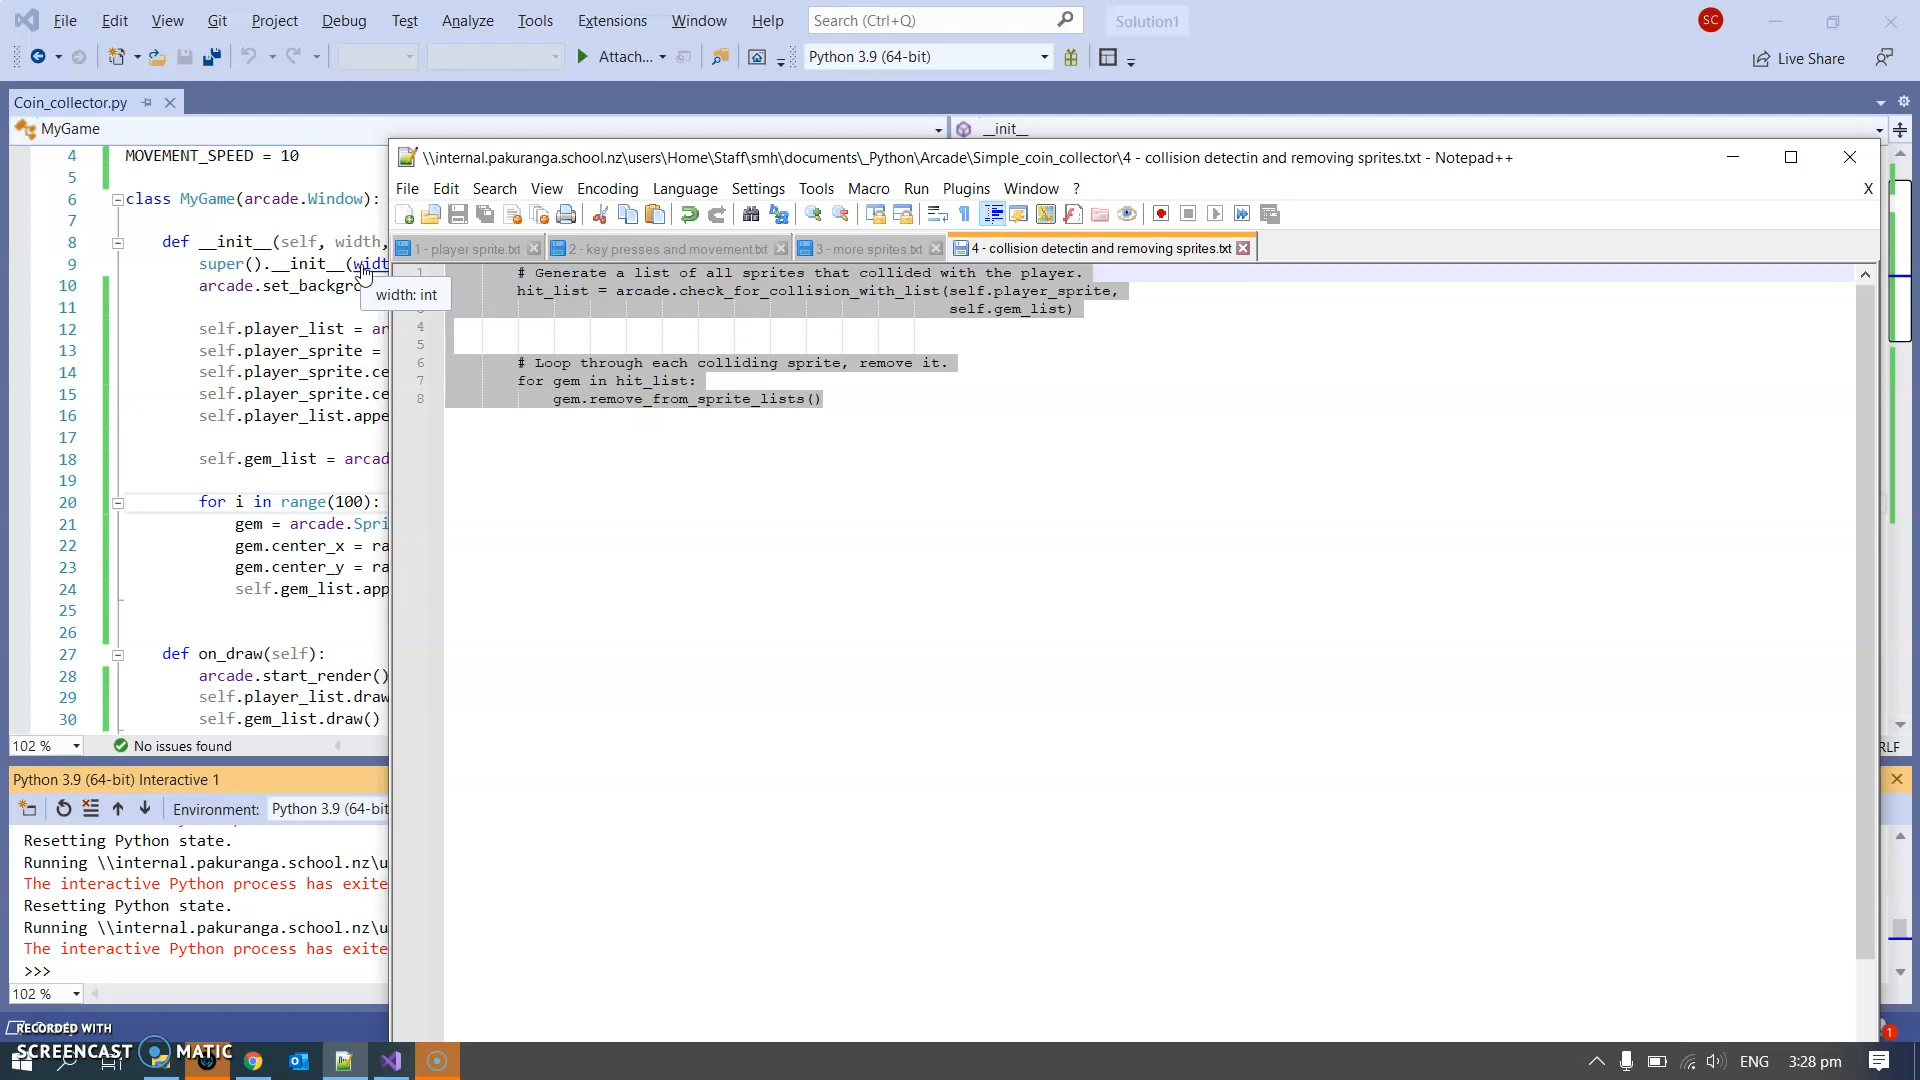 File Edit View Git Project Debug Test Analyze Tools Extensions Window Help Search (Ctrl+Q) Solution1 SC
Attach... Python 3.9 (64-bit) Live Share
Coin_collector.py
MyGame __init__
4 MOVEMENT_SPEED = 10
5
6 class MyGame(arcade.Window):
7
8 def __init__(self, width,
9 super().__init__(widt
10 arcade.set_backgro
11
12 self.player_list = ar
13 self.player_sprite =
14 self.player_sprite.ce
15 self.player_sprite.ce
16 self.player_list.appe
17
18 self.gem_list = arcad
19
20 for i in range(100):
21 gem = arcade.Spri
22 gem.center_x = ra
23 gem.center_y = ra
24 self.gem_list.app
25
26
27 def on_draw(self):
28 arcade.start_render()
29 self.player_list.draw
30 self.gem_list.draw()
width: int
102 % No issues found
RLF
\\internal.pakuranga.school.nz\users\Home\Staff\smh\documents\_Python\Arcade\Simple_coin_collector\4 - collision detectin and removing sprites.txt - Notepad++
File Edit Search View Encoding Language Settings Tools Macro Run Plugins Window ? X
1 - player sprite.txt 2 - key presses and movement.txt 3 - more sprites.txt 4 - collision detectin and removing sprites.txt
1 # Generate a list of all sprites that collided with the player.
hit_list = arcade.check_for_collision_with_list(self.player_sprite,
self.gem_list)
4
5
6 # Loop through each colliding sprite, remove it.
7 for gem in hit_list:
8 gem.remove_from_sprite_lists()
Python 3.9 (64-bit) Interactive 1
Environment: Python 3.9 (64-bit
Resetting Python state.
Running \\internal.pakuranga.school.nz\u
The interactive Python process has exite
Resetting Python state.
Running \\internal.pakuranga.school.nz\u
The interactive Python process has exite
>>>
102 %
RECORDED WITH
SCREENCAST MATIC
ENG 3:28 pm
1